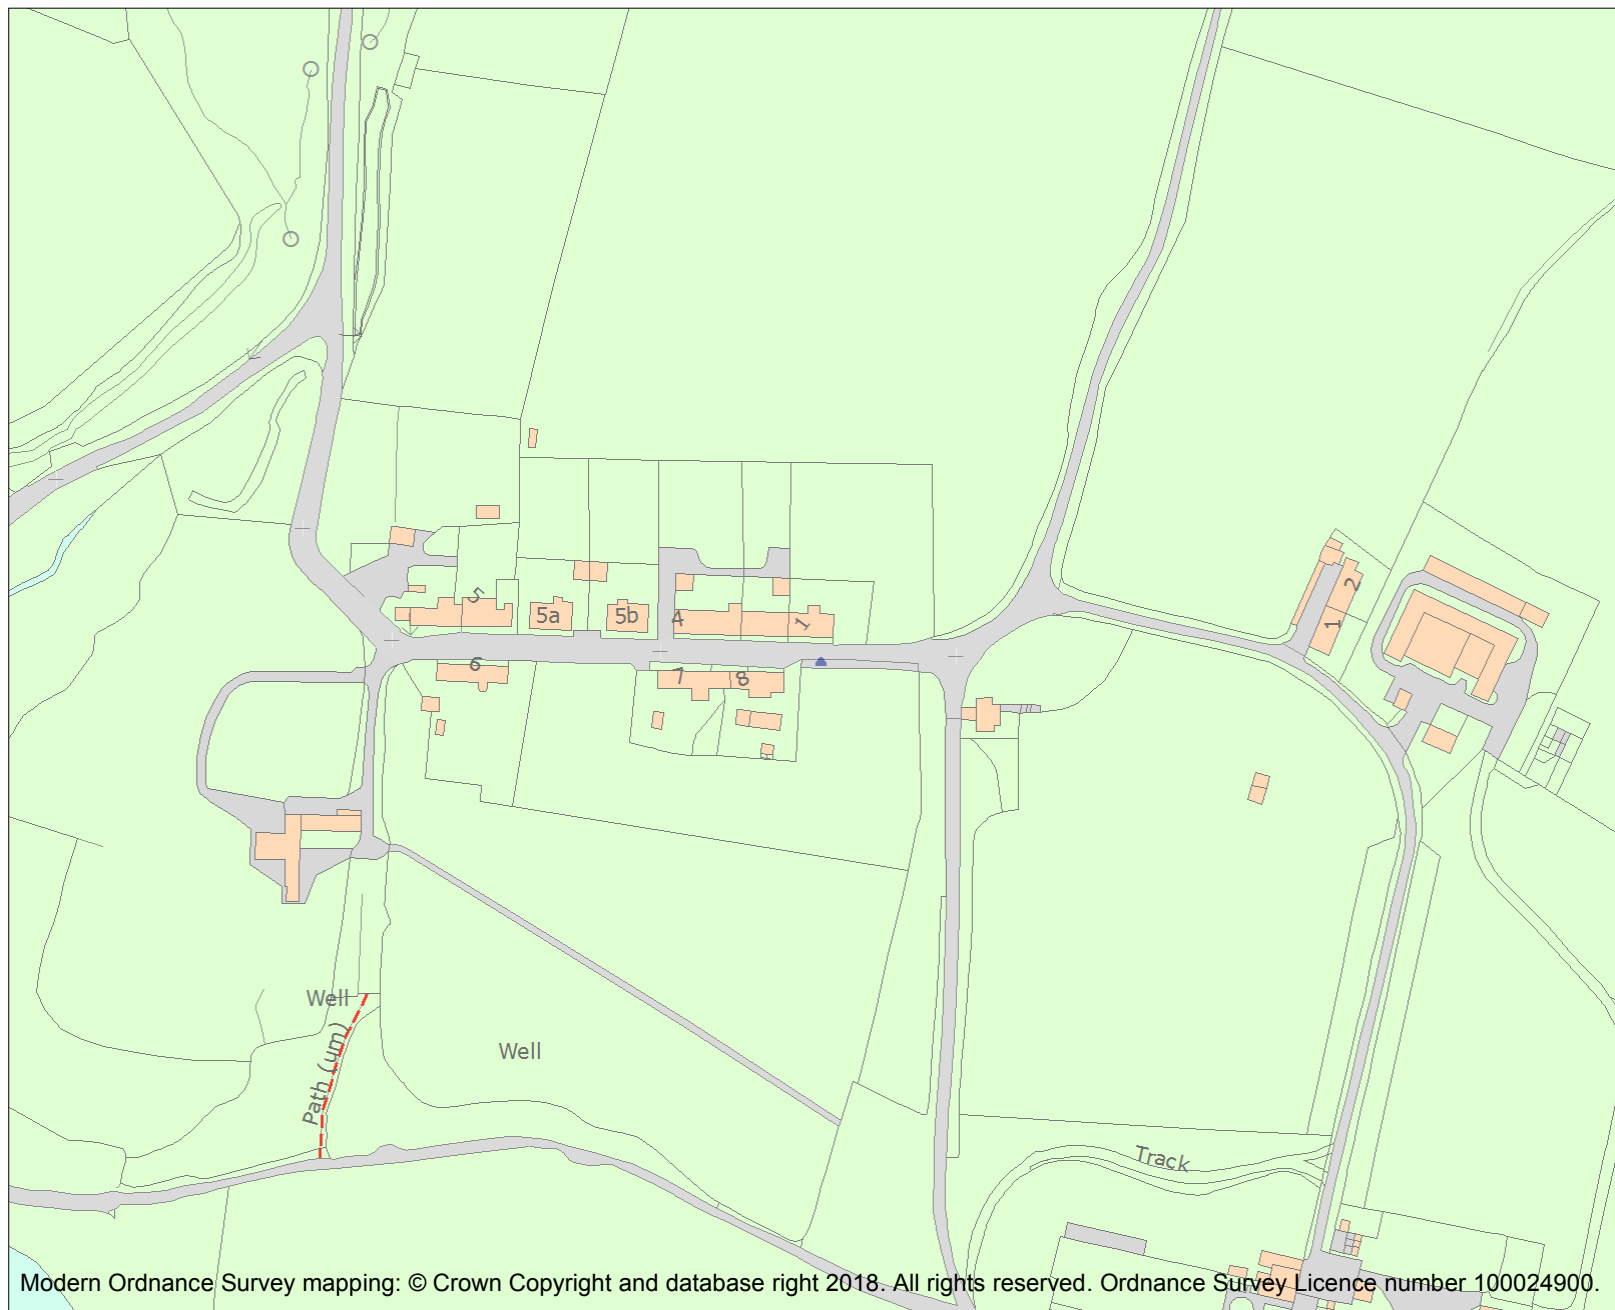 2
5
5a
5b
4
1
1
6
7
8
Well
Well
Path (um)
Track
Modern Ordnance Survey mapping: © Crown Copyright and database right 2018. All rights reserved. Ordnance Survey Licence number 100024900.